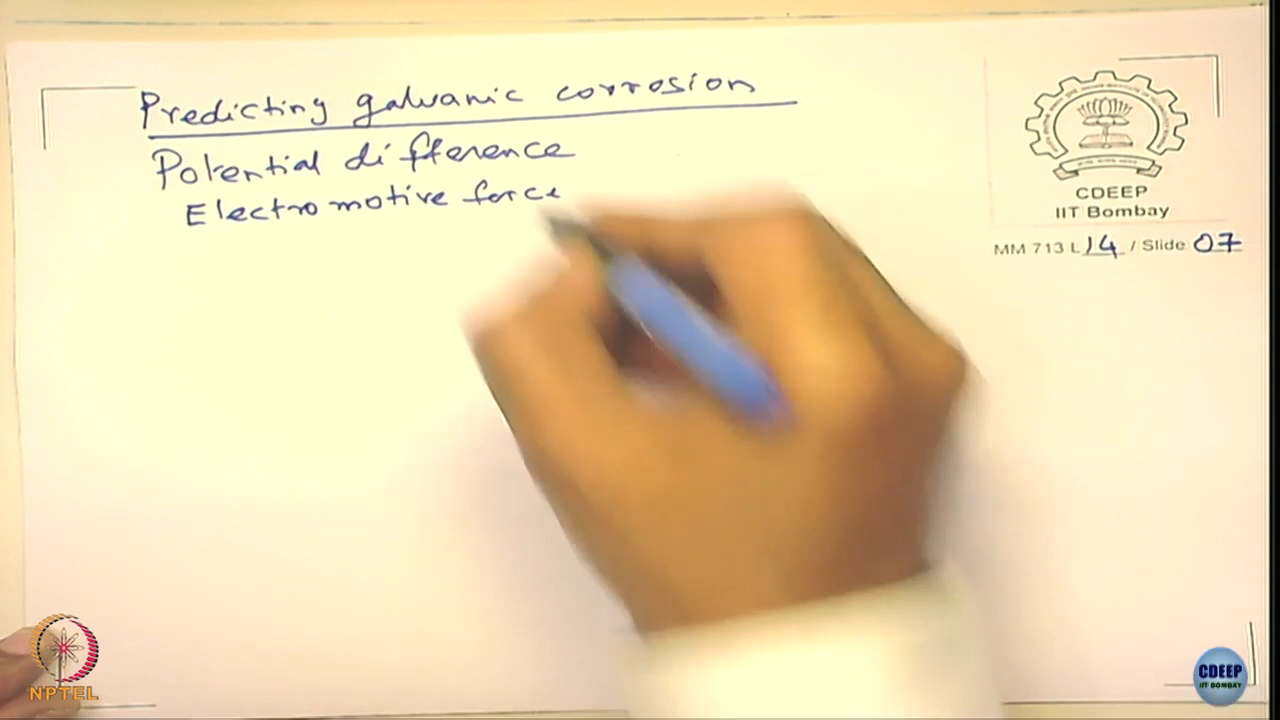 Predicting galvanic corrosion
Potential difference
Electromotive force
CDEEP
IIT Bombay
MM 713 L 14 / Slide 07
NPTEL
CDEEP
IIT BOMBAY